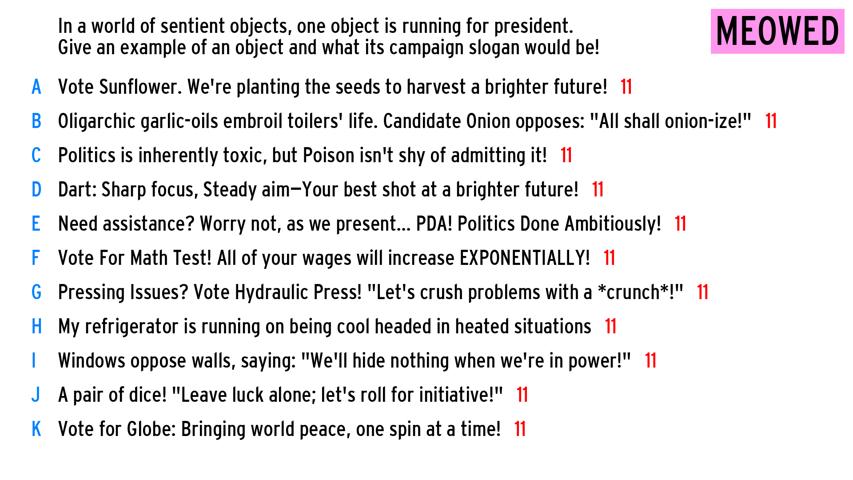 In a world of sentient objects, one object is running for president.
Give an example of an object and what its campaign slogan would be!
MEOWED
A Vote Sunflower. We're planting the seeds to harvest a brighter future! 11
B Oligarchic garlic-oils embroil toilers' life. Candidate Onion opposes: "All shall onion-ize!" 11
C Politics is inherently toxic, but Poison isn't shy of admitting it! 11
D Dart: Sharp focus, Steady aim—Your best shot at a brighter future! 11
E Need assistance? Worry not, as we present... PDA! Politics Done Ambitiously! 11
F Vote For Math Test! All of your wages will increase EXPONENTIALLY! 11
G Pressing Issues? Vote Hydraulic Press! "Let's crush problems with a *crunch*!" 11
H My refrigerator is running on being cool headed in heated situations 11
I Windows oppose walls, saying: "We'll hide nothing when we're in power!" 11
J A pair of dice! "Leave luck alone; let's roll for initiative!" 11
K Vote for Globe: Bringing world peace, one spin at a time! 11